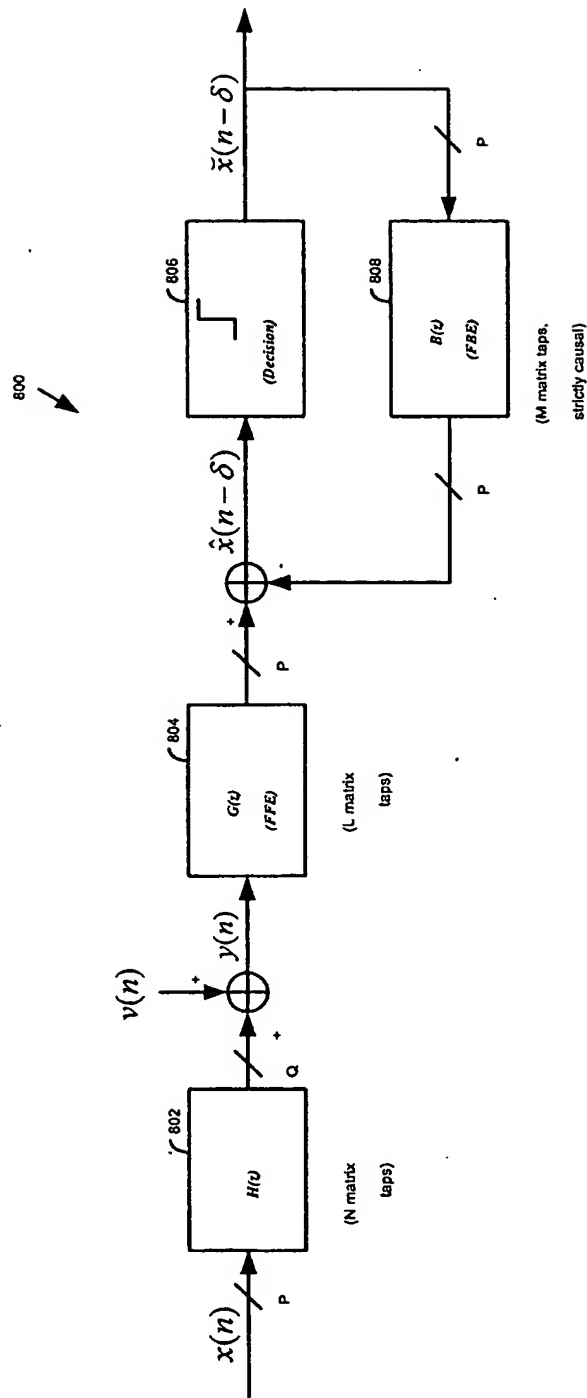 800
x(n)
P
802
H(t)
(N matrix
taps)
Q
+
v(n)
+
y(n)
804
G(t)
(FFE)
(L matrix
taps)
P
+
x̂(n − δ)
806
(Decision)
x̆(n − δ)
P
808
B(t)
(FBE)
(M matrix taps,
strictly causal)
P